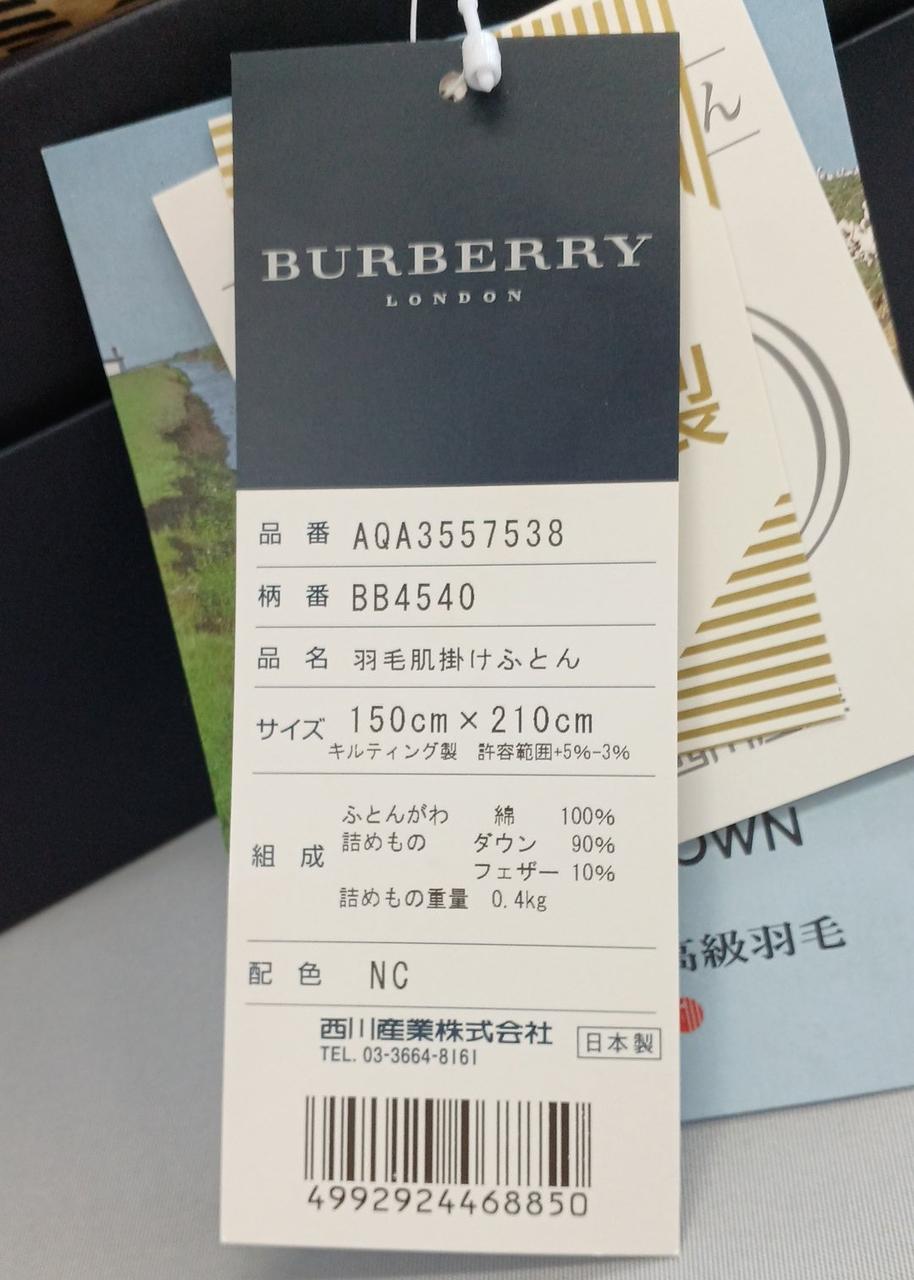 BURBERRY
LONDON
品番 AQA3557538
柄番 BB4540
品名 羽毛肌掛けふとん
サイズ 150cm×210cm
キルティング製 許容範囲+5%-3%
組成
ふとんがわ 綿 100%
詰めもの ダウン 90%
フェザー 10%
詰めもの重量 0.4kg
配色 NC
西川産業株式会社
TEL. 03-3664-8161
日本製
4992924468850
ん
製
OWN
高級羽毛